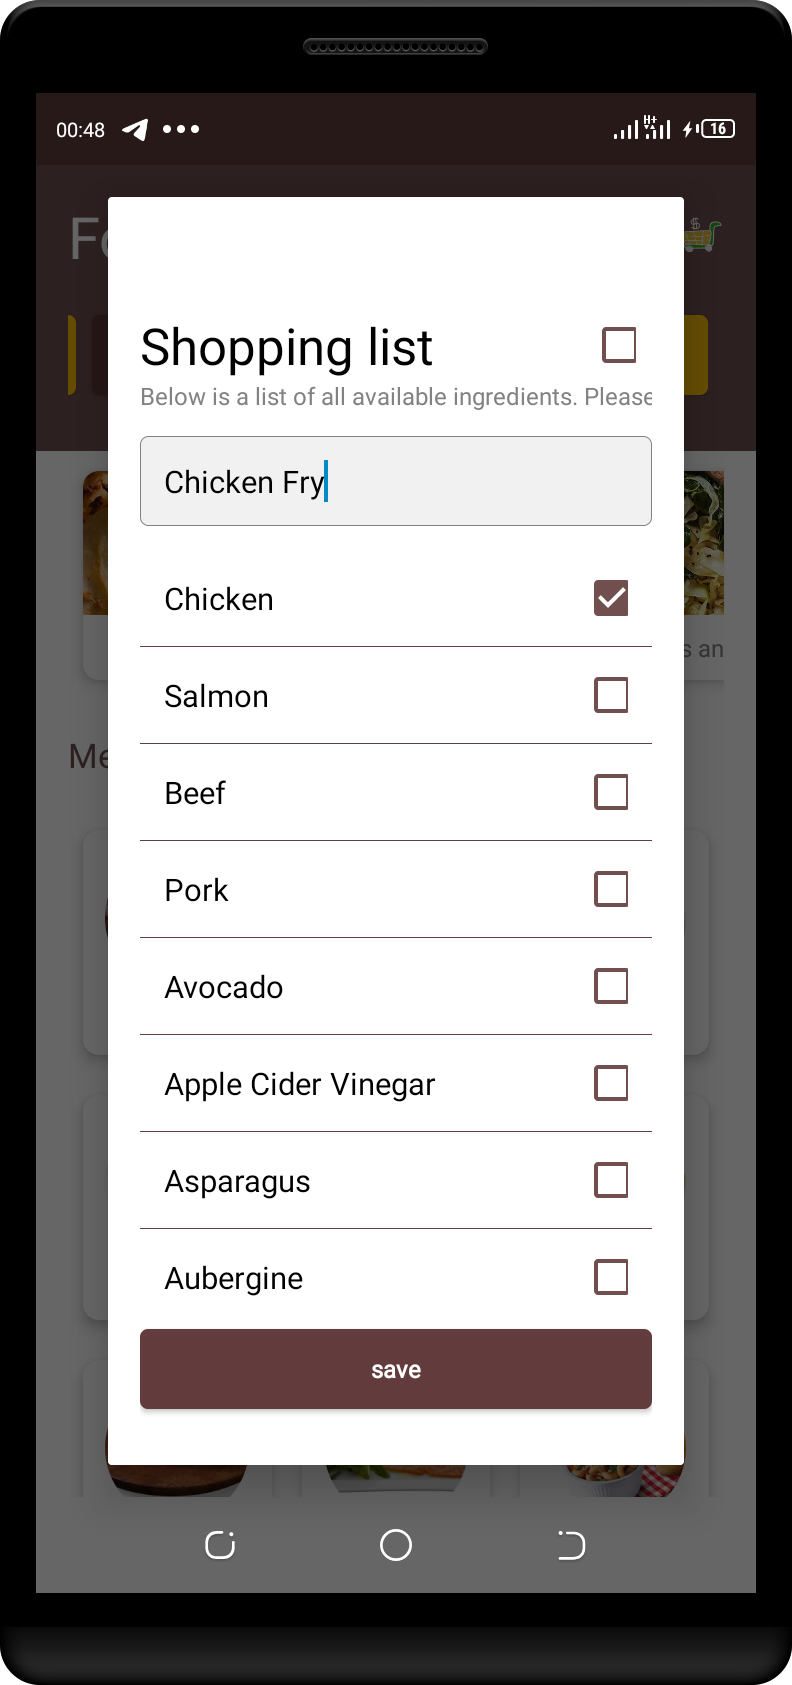 00:48
H+
16
Fo
$
Shopping list
Below is a list of all available ingredients. Please
Chicken Fry
Chicken
Salmon
s an
Beef
Me
Pork
Avocado
Apple Cider Vinegar
Asparagus
Aubergine
save